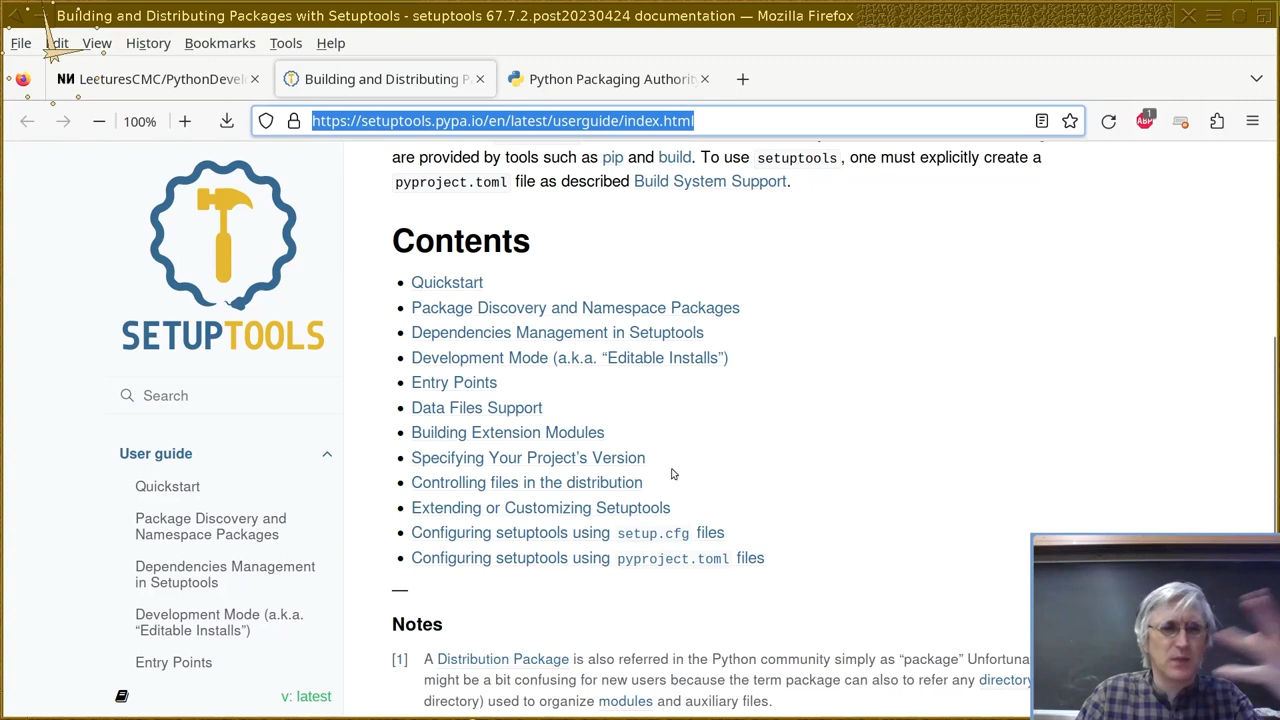 Building and Distributing Packages with Setuptools - setuptools 67.7.2.post20230424 documentation — Mozilla Firefox
File Edit View History Bookmarks Tools Help
LecturesCMC/PythonDevel
Building and Distributing P
Python Packaging Authorit
100%
https://setuptools.pypa.io/en/latest/userguide/index.html
ABP
1
are provided by tools such as pip and build. To use setuptools, one must explicitly create a
pyproject.toml file as described Build System Support.
SETUPTOOLS
Search
User guide
Quickstart
Package Discovery and
Namespace Packages
Dependencies Management
in Setuptools
Development Mode (a.k.a.
“Editable Installs”)
Entry Points
v: latest
Contents
Quickstart
Package Discovery and Namespace Packages
Dependencies Management in Setuptools
Development Mode (a.k.a. “Editable Installs”)
Entry Points
Data Files Support
Building Extension Modules
Specifying Your Project’s Version
Controlling files in the distribution
Extending or Customizing Setuptools
Configuring setuptools using setup.cfg files
Configuring setuptools using pyproject.toml files
—
Notes
[1] A Distribution Package is also referred in the Python community simply as “package” Unfortuna
might be a bit confusing for new users because the term package can also to refer any directory
directory) used to organize modules and auxiliary files.